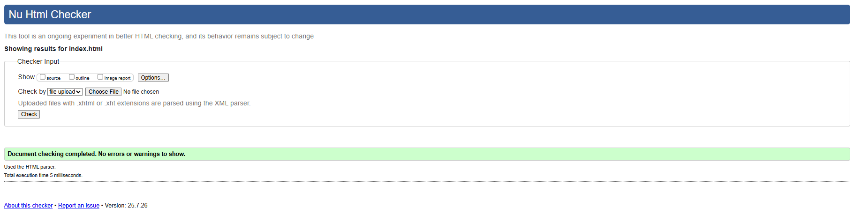 Nu Html Checker
This tool is an ongoing experiment in better HTML checking, and its behavior remains subject to change
Showing results for index.html
Checker Input
Show source outline image report Options...
Check by file upload Choose File No file chosen
Uploaded files with .xhtml or .xht extensions are parsed using the XML parser.
Check
Document checking completed. No errors or warnings to show.
Used the HTML parser.
Total execution time 5 milliseconds.
About this checker • Report an issue • Version: 25.7.26